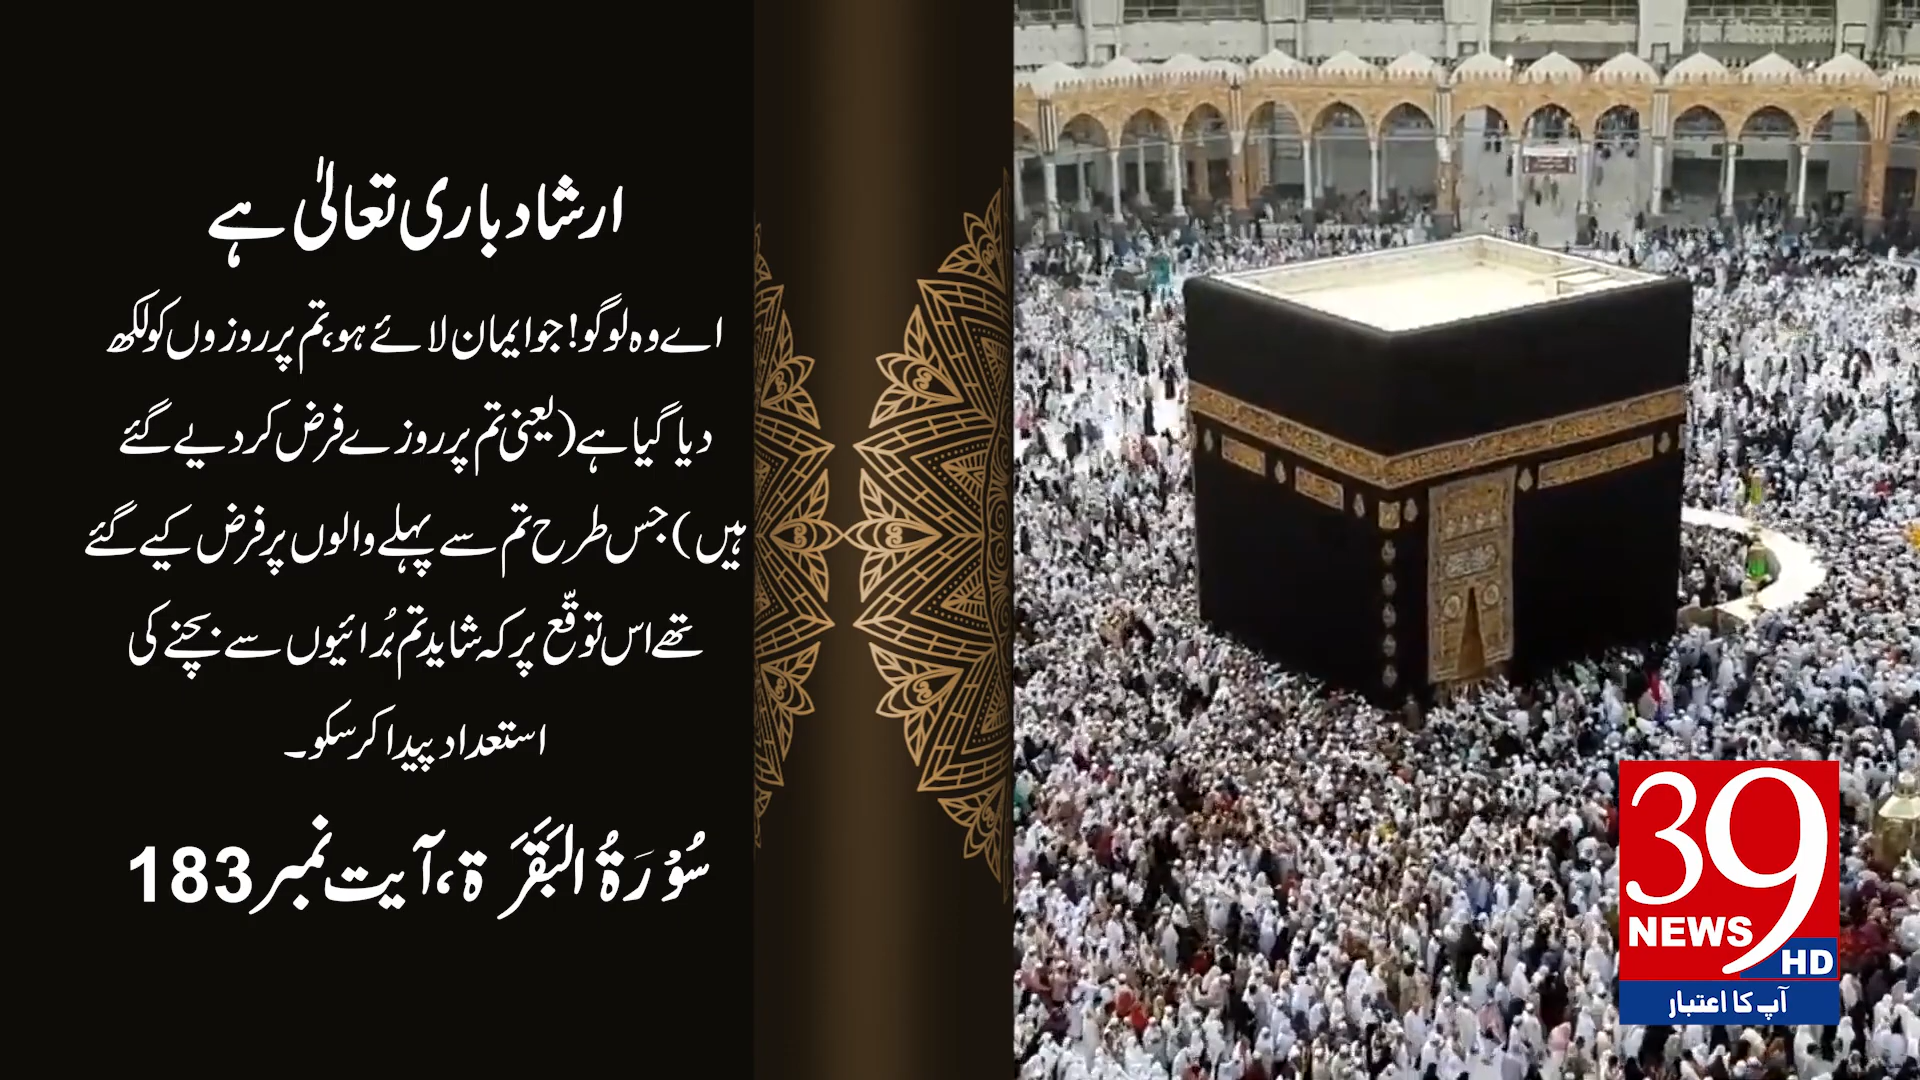 ارشاد باری تعالیٰ ہے
اے وہ لوگو! جو ایمان لائے ہو، تم پر روزوں کو لکھ
دیا گیا ہے (یعنی تم پر روزے فرض کر دیے گئے
ہیں) جس طرح تم سے پہلے والوں پر فرض کیے گئے
تھے اس توقّع پر کہ شاید تم بُرائیوں سے بچنے کی
استعداد پیدا کر سکو۔
سُوْرَۃُ البَقَرَۃ، آیت نمبر 183
39
NEWS
HD
آپ کا اعتبار